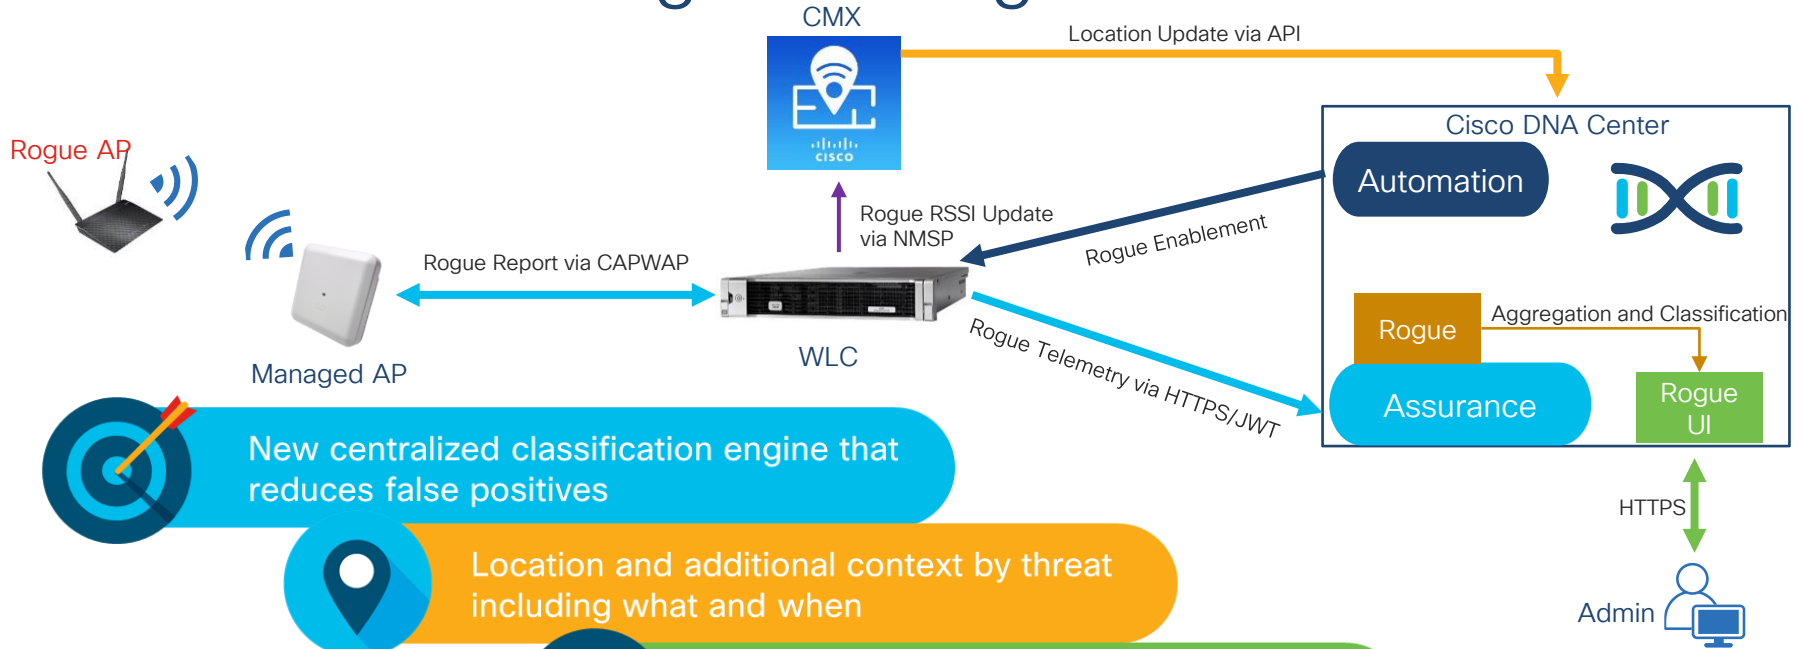 CMX
Location Update via API
CISCO
Cisco DNA Center
Rogue AP
Automation
Rogue RSSI Update
via NMSP
Rogue Enablement
Rogue Report via CAPWAP
Rogue Telemetry via HTTPS/JWT
Rogue
Aggregation and Classification
WLC
Managed AP
Assurance
Rogue
UI
New centralized classification engine that
reduces false positives
HTTPS
Location and additional context by threat
including what and when
Admin